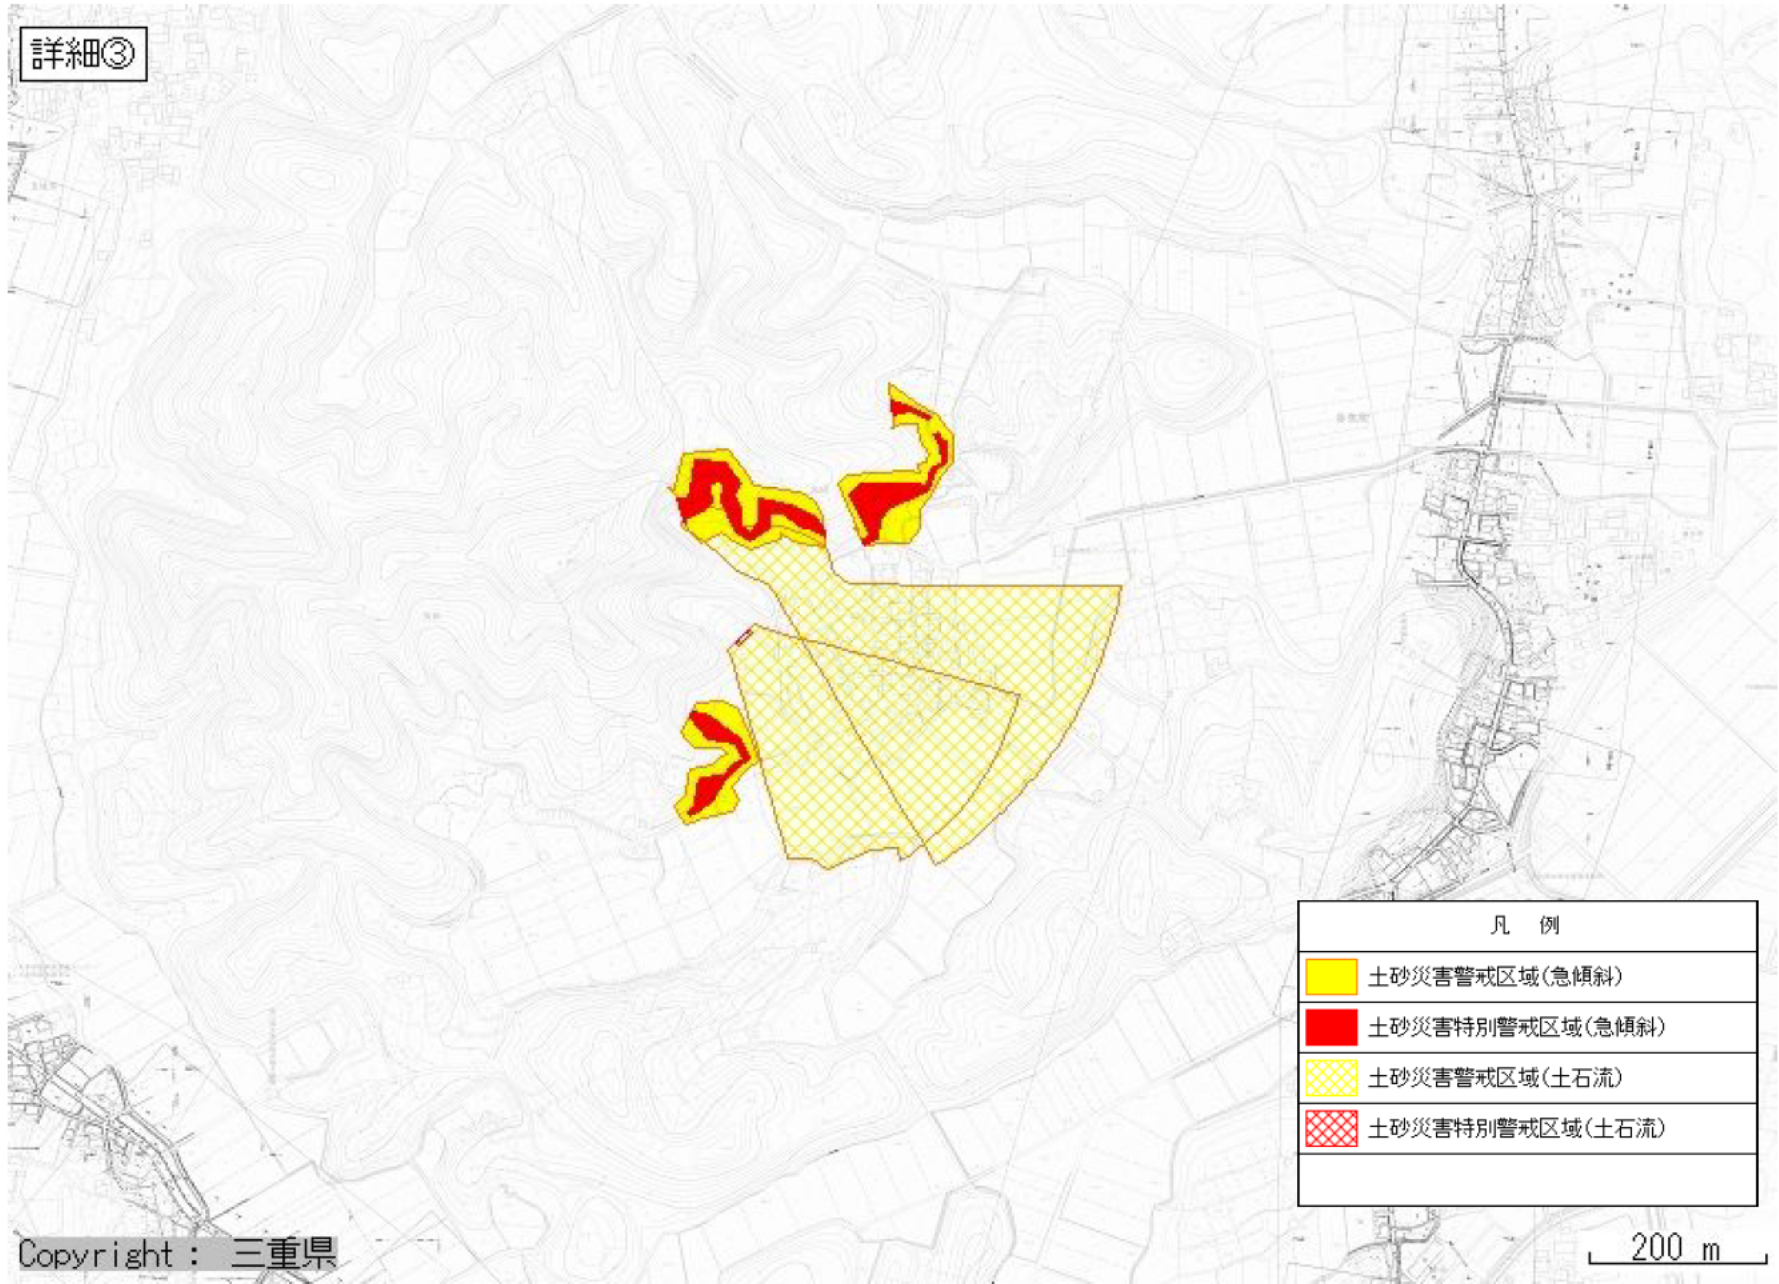 詳細③
凡 例
土砂災害警戒区域(急傾斜)
土砂災害特別警戒区域(急傾斜)
土砂災害警戒区域(土石流)
土砂災害特別警戒区域(土石流)
Copyright : 三重県
200 m